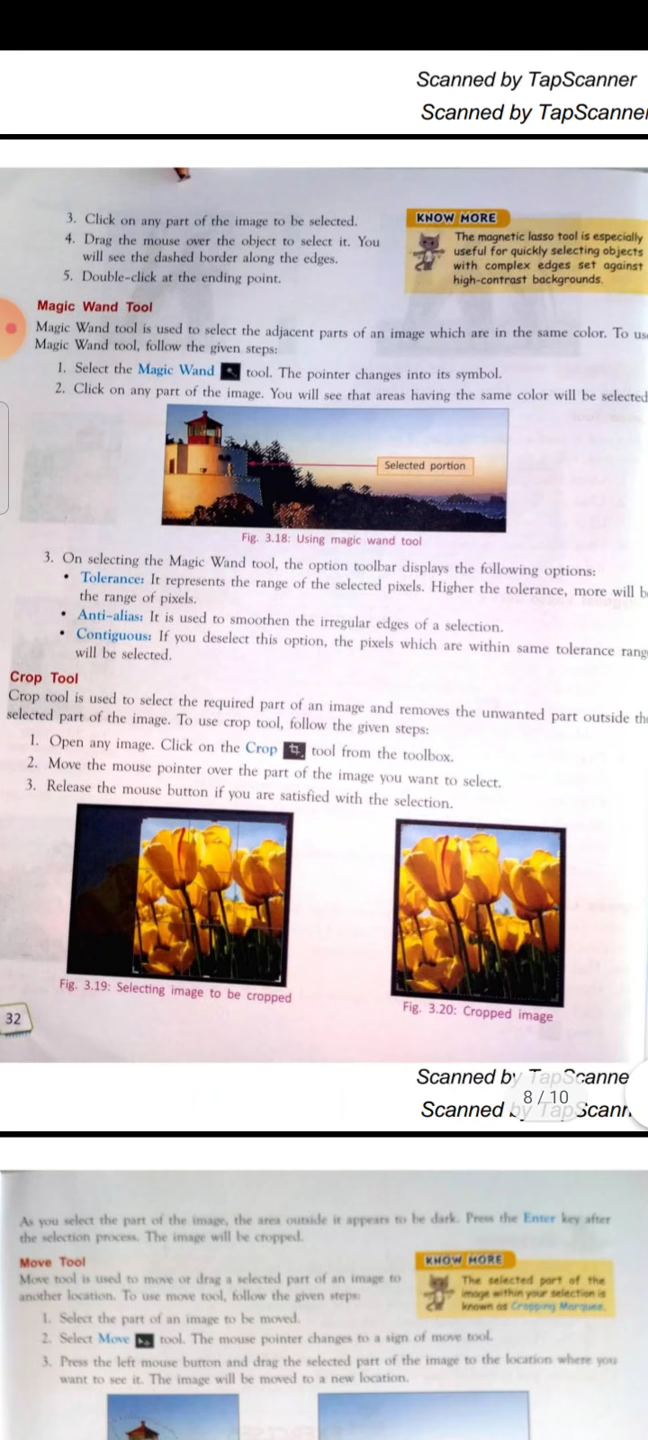 Scanned by TapScanner
Scanned by TapScanner
3. Click on any part of the image to be selected.
4. Drag the mouse over the object to select it. You
will see the dashed border along the edges.
5. Double-click at the ending point.
KNOW MORE
The magnetic lasso tool is especially
useful for quickly selecting objects
with complex edges set against
high-contrast backgrounds.
Magic Wand Tool
Magic Wand tool is used to select the adjacent parts of an image which are in the same color. To us
Magic Wand tool, follow the given steps:
1. Select the Magic Wand tool. The pointer changes into its symbol.
2. Click on any part of the image. You will see that areas having the same color will be selected
Selected portion
Fig. 3.18: Using magic wand tool
3. On selecting the Magic Wand tool, the option toolbar displays the following options:
• Tolerance: It represents the range of the selected pixels. Higher the tolerance, more will b
the range of pixels.
• Anti-alias: It is used to smoothen the irregular edges of a selection.
• Contiguous: If you deselect this option, the pixels which are within same tolerance rang
will be selected.
Crop Tool
Crop tool is used to select the required part of an image and removes the unwanted part outside th
selected part of the image. To use crop tool, follow the given steps:
1. Open any image. Click on the Crop tool from the toolbox.
2. Move the mouse pointer over the part of the image you want to select.
3. Release the mouse button if you are satisfied with the selection.
Fig. 3.19: Selecting image to be cropped
Fig. 3.20: Cropped image
32
Scanned by TapScanne
8 / 10
Scanned by TapScann
As you select the part of the image, the area outside it appears to be dark. Press the Enter key after
the selection process. The image will be cropped.
Move Tool
Move tool is used to move or drag a selected part of an image to
another location. To use move tool, follow the given steps:
KNOW MORE
The selected part of the
image within your selection is
known as Cropping Marquee.
1. Select the part of an image to be moved.
2. Select Move tool. The mouse pointer changes to a sign of move tool.
3. Press the left mouse button and drag the selected part of the image to the location where you
want to see it. The image will be moved to a new location.